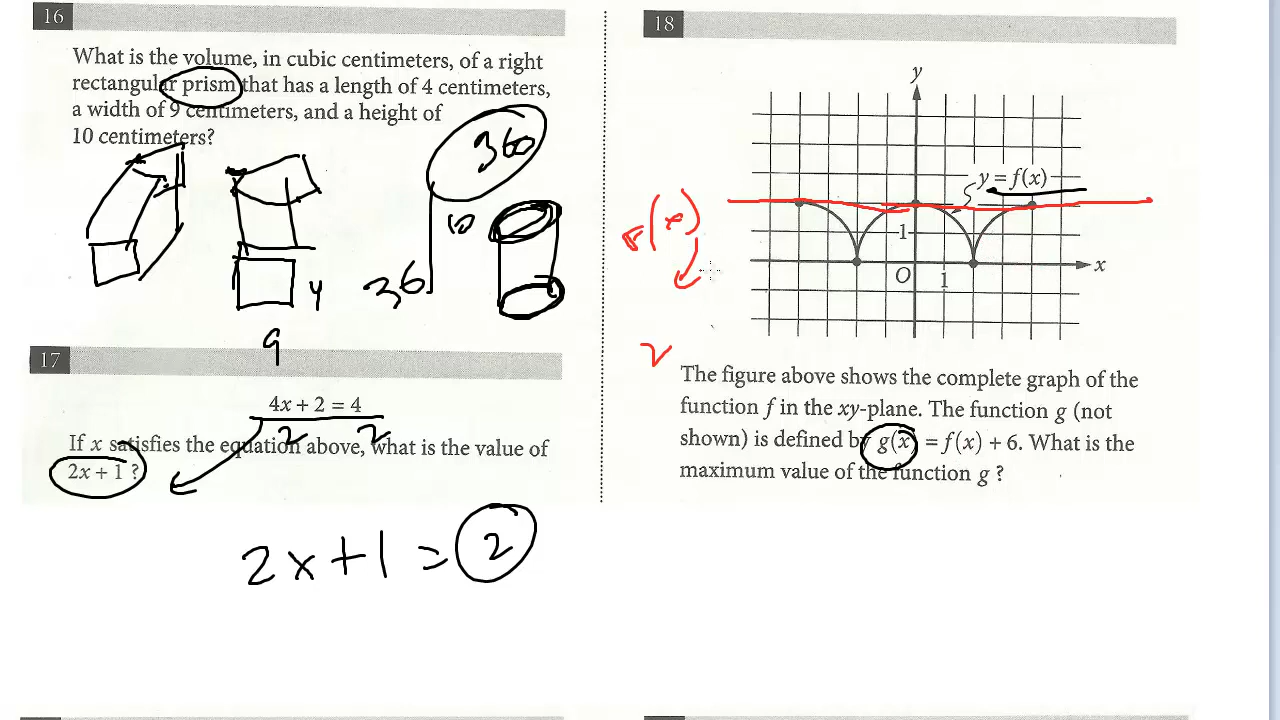 16
What is the volume, in cubic centimeters, of a right
rectangular prism that has a length of 4 centimeters,
a width of 9 centimeters, and a height of
10 centimeters?
360
10
36
4
9
17
4x + 2 = 4
2 2
If x satisfies the equation above, what is the value of
2x + 1 ?
2x+1 = 2
18
y
y = f(x)
1
O
1
x
f(x)
2
The figure above shows the complete graph of the
function f in the xy-plane. The function g (not
shown) is defined by g(x) = f(x) + 6. What is the
maximum value of the function g ?